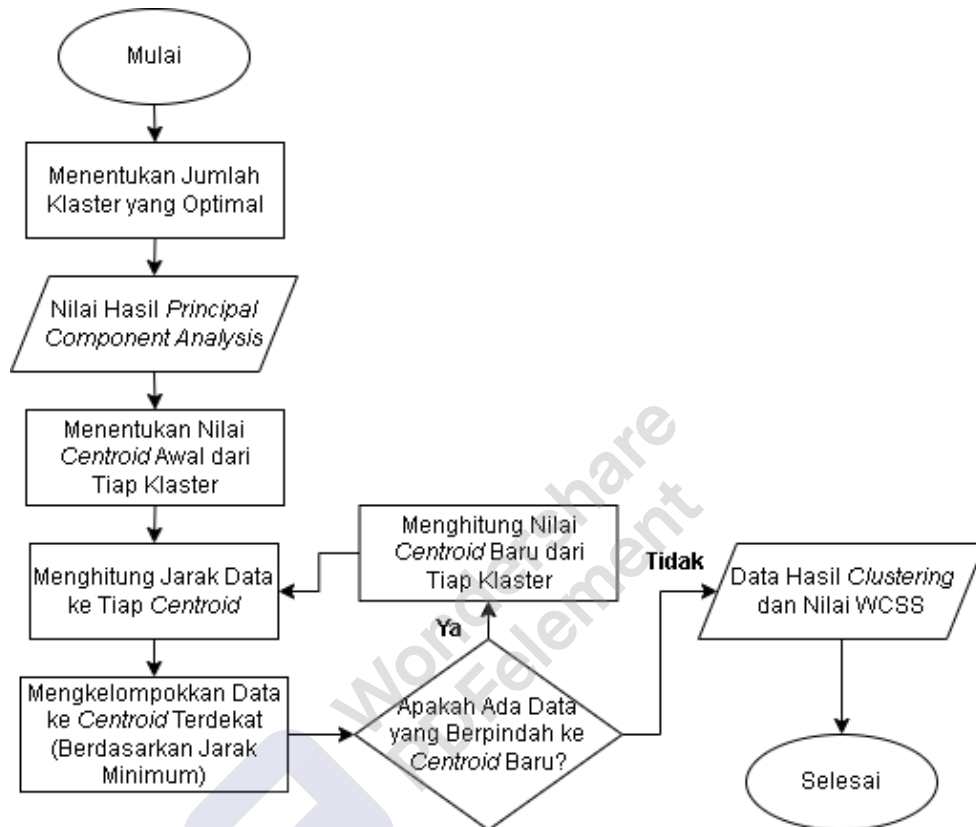 Mulai
Menentukan Jumlah
Klaster yang Optimal
Nilai Hasil Principal
Component Analysis
Menentukan Nilai
Centroid Awal dari
Tiap Klaster
Menghitung Jarak Data
ke Tiap Centroid
Mengkelompokkan Data
ke Centroid Terdekat
(Berdasarkan Jarak
Minimum)
Apakah Ada Data
yang Berpindah ke
Centroid Baru?
Ya
Menghitung Nilai
Centroid Baru dari
Tiap Klaster
Tidak
Data Hasil Clustering
dan Nilai WCSS
Selesai
Wondershare
PDFelement